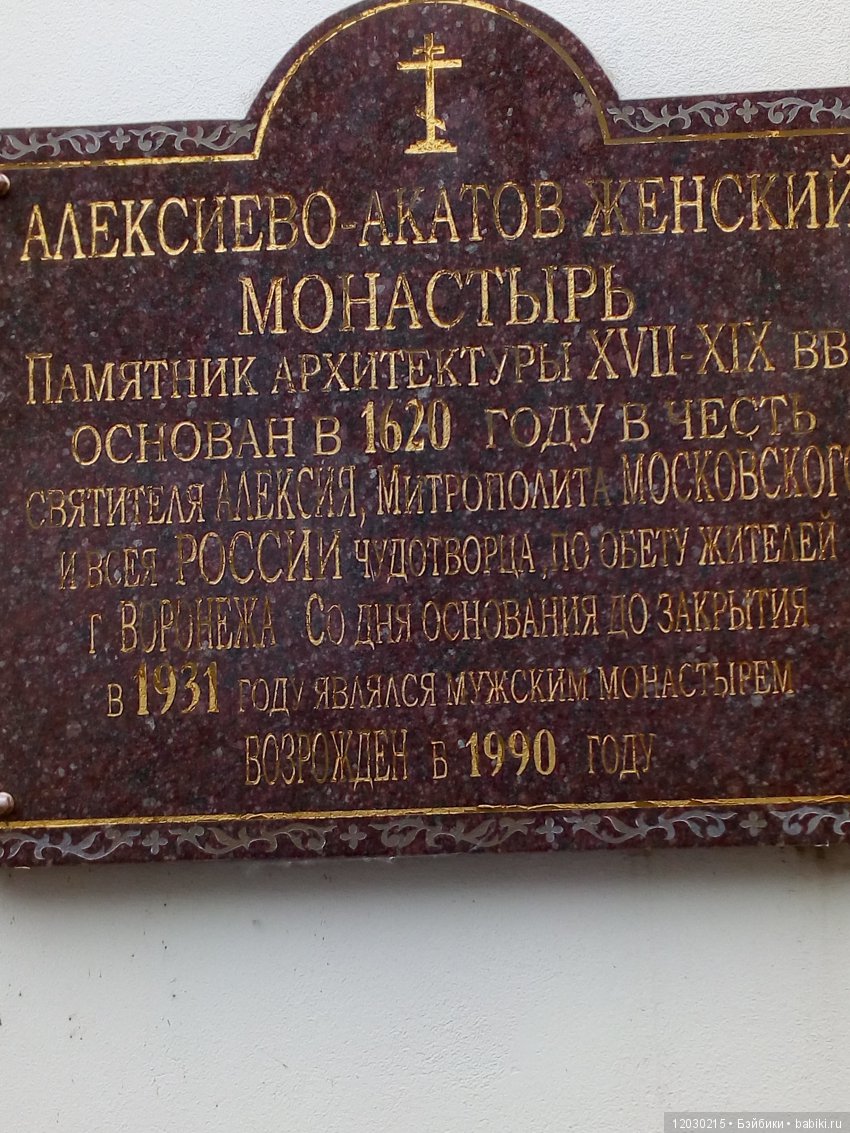 АЛЕКСИЕВО-АКАТОВ ЖЕНСКИЙ
МОНАСТЫРЬ
ПАМЯТНИК АРХИТЕКТУРЫ XVII-XIX ВВ
ОСНОВАН В 1620 ГОДУ В ЧЕСТЬ
СВЯТИТЕЛЯ АЛЕКСИЯ, МИТРОПОЛИТА МОСКОВСКОГО
И ВСЕЯ РОССИИ ЧУДОТВОРЦА, ПО ОБЕТУ ЖИТЕЛЕЙ
Г. ВОРОНЕЖА СО ДНЯ ОСНОВАНИЯ ДО ЗАКРЫТИЯ
В 1931 ГОДУ ЯВЛЯЛСЯ МУЖСКИМ МОНАСТЫРЕМ
ВОЗРОЖДЕН В 1990 ГОДУ
12030215 • Бэйбики • babiki.ru